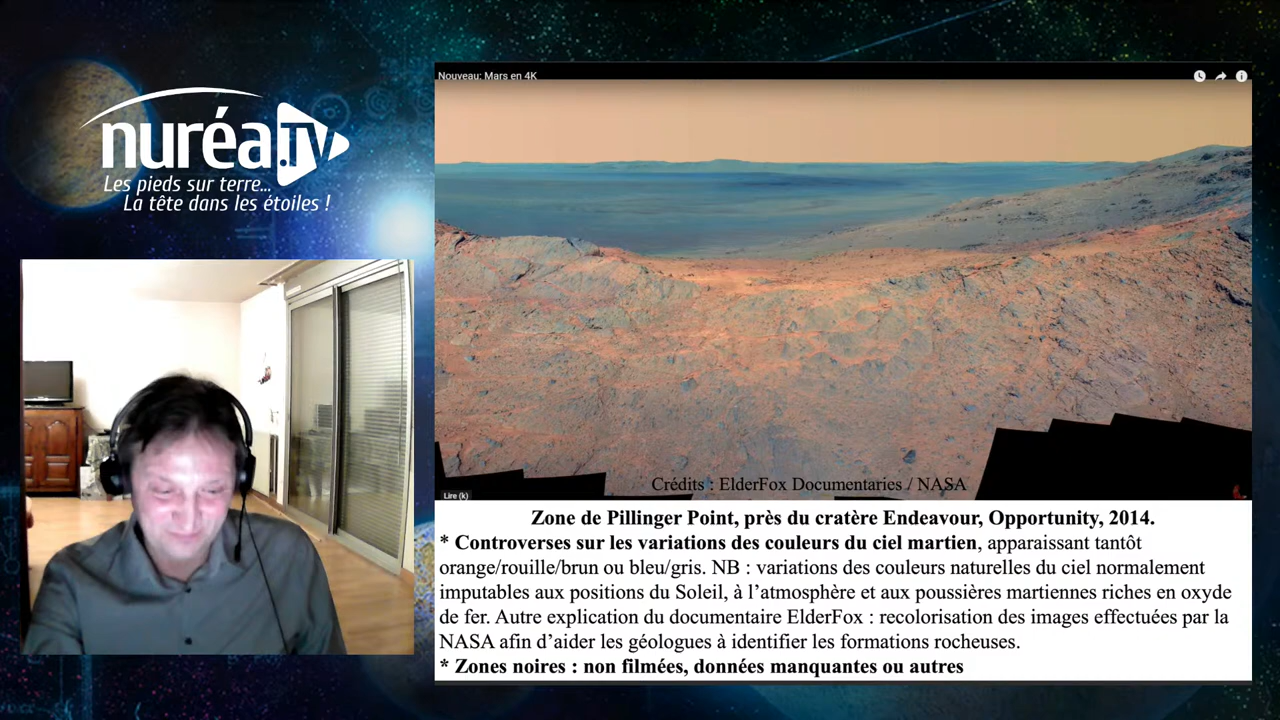 nuréa.TV
Les pieds sur terre...
La tête dans les étoiles !
Nouveau: Mars en 4K
Crédits : ElderFox Documentaries / NASA
Lire (k)
Zone de Pillinger Point, près du cratère Endeavour, Opportunity, 2014.
* Controverses sur les variations des couleurs du ciel martien, apparaissant tantôt
orange/rouille/brun ou bleu/gris. NB : variations des couleurs naturelles du ciel normalement
imputables aux positions du Soleil, à l’atmosphère et aux poussières martiennes riches en oxyde
de fer. Autre explication du documentaire ElderFox : recolorisation des images effectuées par la
NASA afin d’aider les géologues à identifier les formations rocheuses.
* Zones noires : non filmées, données manquantes ou autres